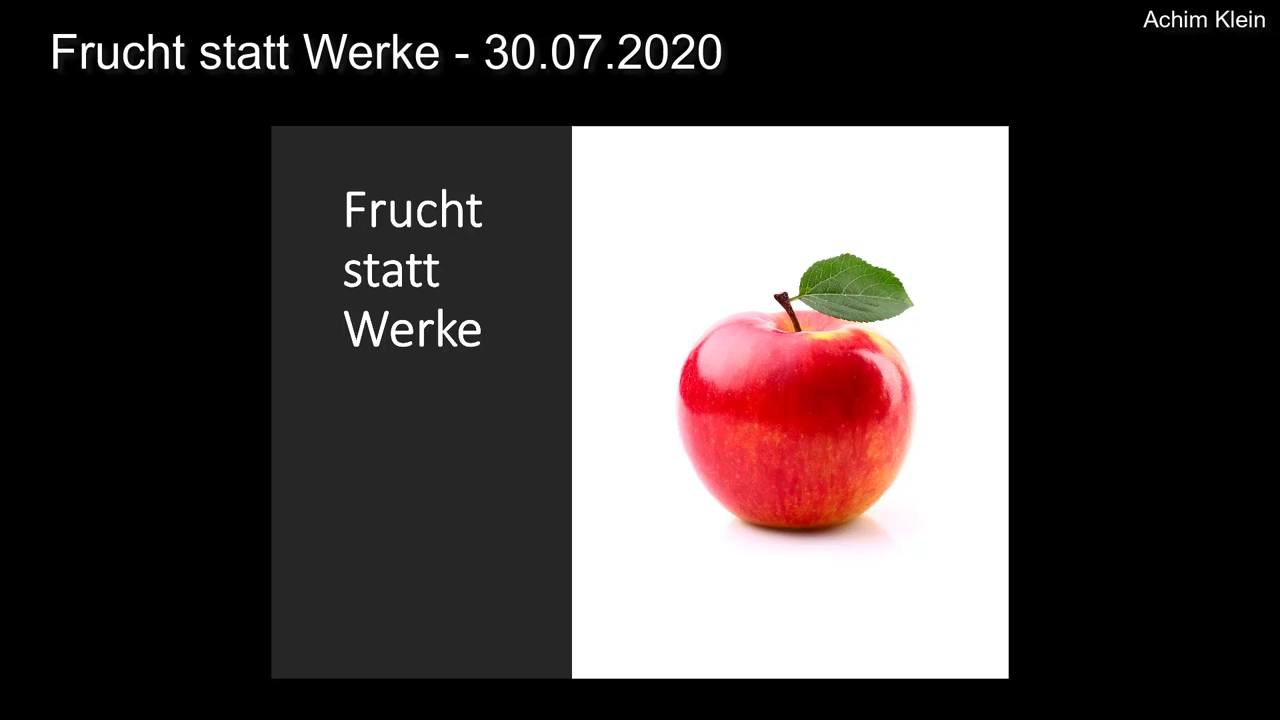 Achim Klein
Frucht statt Werke - 30.07.2020
Frucht
statt
Werke